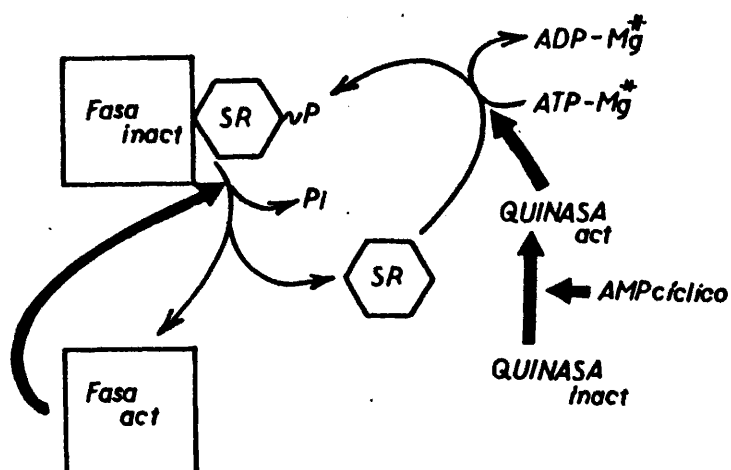 ADP-Mg*
Fasa
inact
SR
~P
ATP-Mg*
PI
QUINASA
act
SR
AMPcíclico
QUINASA
inact
Fasa
act